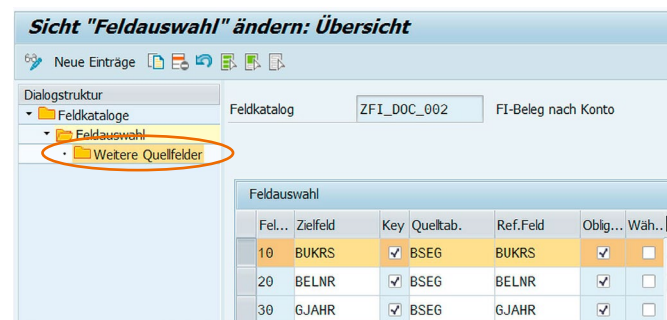 Sicht "Feldauswahl" ändern: Übersicht
Neue Einträge
Dialogstruktur
Feldkataloge
Feldauswahl
Weitere Quellfelder
Feldkatalog ZFI_DOC_002 FI-Beleg nach Konto
Feldauswahl
Fel... Zielfeld Key Quelltab. Ref.Feld Oblig... Wäh..
10 BUKRS BSEG BUKRS
20 BELNR BSEG BELNR
30 GJAHR BSEG GJAHR